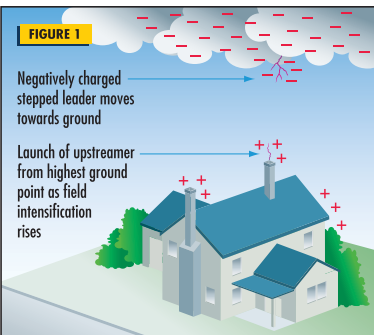 FIGURE 1
Negatively charged
stepped leader moves
towards ground
Launch of upstreamer
from highest ground
point as field
intensification
rises